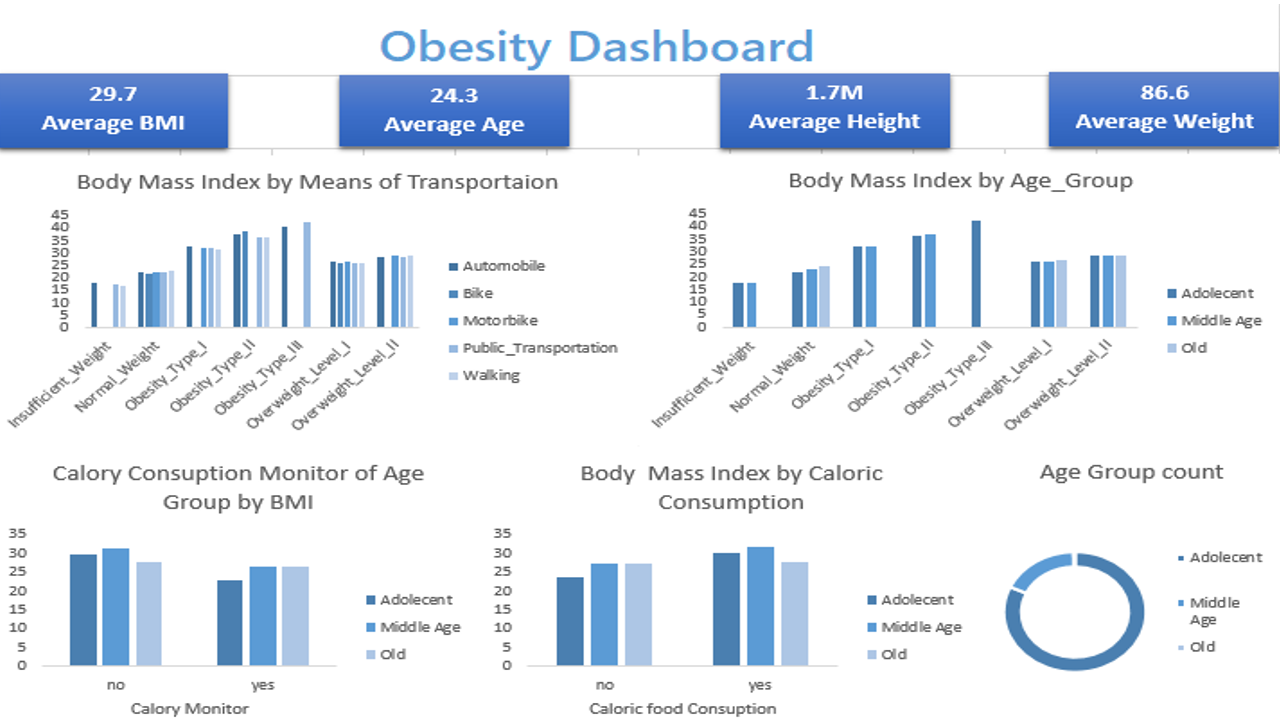 Obesity Dashboard
29.7
Average BMI
24.3
Average Age
1.7M
Average Height
86.6
Average Weight
Body Mass Index by Means of Transportaion
45
40
35
30
25
20
15
10
5
0
Insufficient_Weight
Normal_Weight
Obesity_Type_I
Obesity_Type_II
Obesity_Type_III
Overweight_Level_I
Overweight_Level_II
Automobile
Bike
Motorbike
Public_Transportation
Walking
Body Mass Index by Age_Group
45
40
35
30
25
20
15
10
5
0
Insufficient_Weight
Normal_Weight
Obesity_Type_I
Obesity_Type_II
Obesity_Type_III
Overweight_Level_I
Overweight_Level_II
Adolecent
Middle Age
Old
Calory Consuption Monitor of Age
Group by BMI
35
30
25
20
15
10
5
0
no
yes
Calory Monitor
Adolecent
Middle Age
Old
Body Mass Index by Caloric
Consumption
35
30
25
20
15
10
5
0
no
yes
Caloric food Consuption
Adolecent
Middle Age
Old
Age Group count
Adolecent
Middle
Age
Old